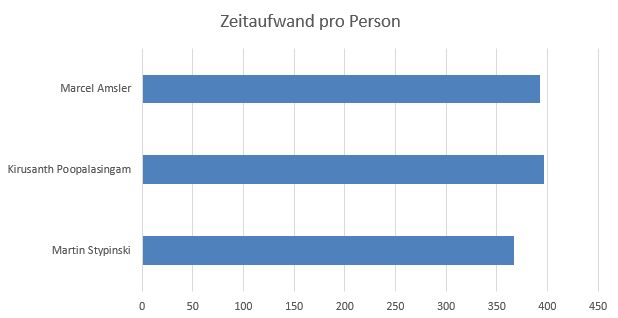 Zeitaufwand pro Person
Marcel Amsler
Kirusanth Poopalasingam
Martin Stypinski
0 50 100 150 200 250 300 350 400 450